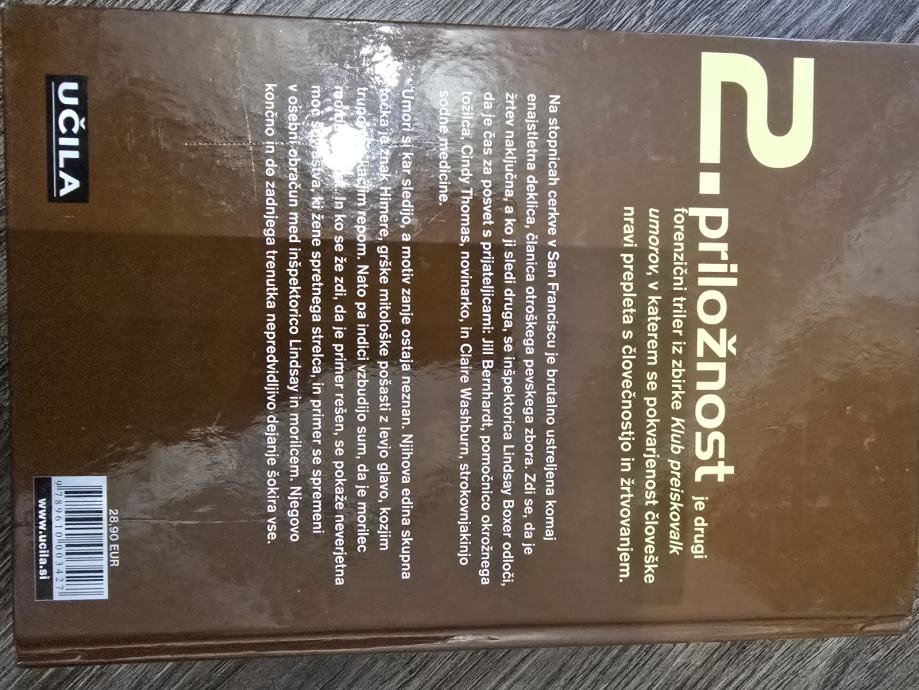 2. priložnost je drugi
forenzični triler iz zbirke Klub preiskovalk
umorov, v katerem se pokvarjenost človeške
nravi prepleta s človečnostjo in žrtvovanjem.
Na stopnicah cerkve v San Franciscu je brutalno ustreljena komaj
enajstletna deklica, članica otroškega pevskega zbora. Zdi se, da je
žrtev naključna, a ko ji sledi druga, se inšpektorica Lindsay Boxer odloči,
da je čas za posvet s prijateljicami: Jill Bernhardt, pomočnico okrožnega
tožilca, Cindy Thomas, novinarko, in Claire Washburn, strokovnjakinjo
sodne medicine.
Umori si kar sledijo, a motiv zanje ostaja neznan. Njihova edina skupna
točka je znak Himere, grške mitološke pošasti z levjo glavo, kozjim
trupom kačjim repom. Nato pa indici vzbudijo sum, da je morilec
In ko se že zdi, da je primer rešen, se pokaže neverjetna
moč ki žene spretnega strelca, in primer se spremeni
v osebni obračun med inšpektorico Lindsay in morilcem. Njegovo
končno in do zadnjega trenutka nepredvidljivo dejanje šokira vse.
UČILA
28,90 EUR
9789610003427
www.ucila.si